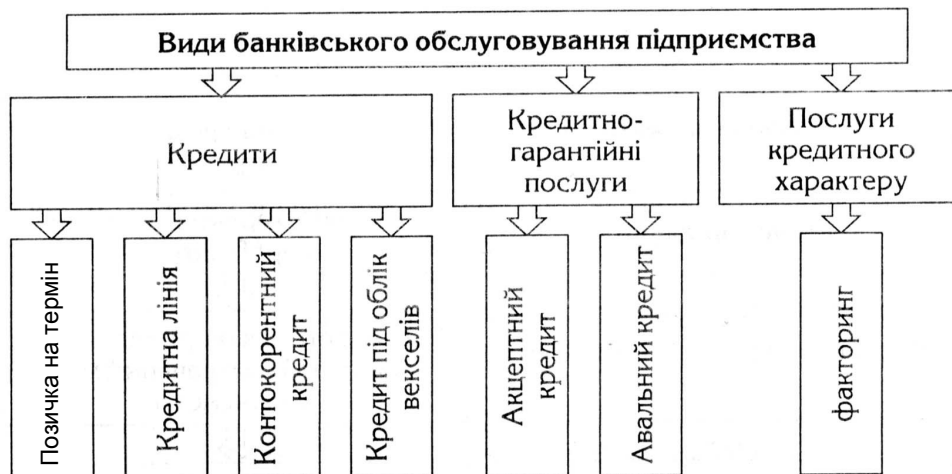 Види банківського обслуговування підприємства
Кредити
Кредитно-
гарантійні
послуги
Послуги
кредитного
характеру
Позичка на термін
Кредитна лінія
Контокорентний
кредит
Кредит під облік
векселів
Акцептний
кредит
Авальний кредит
факторинг